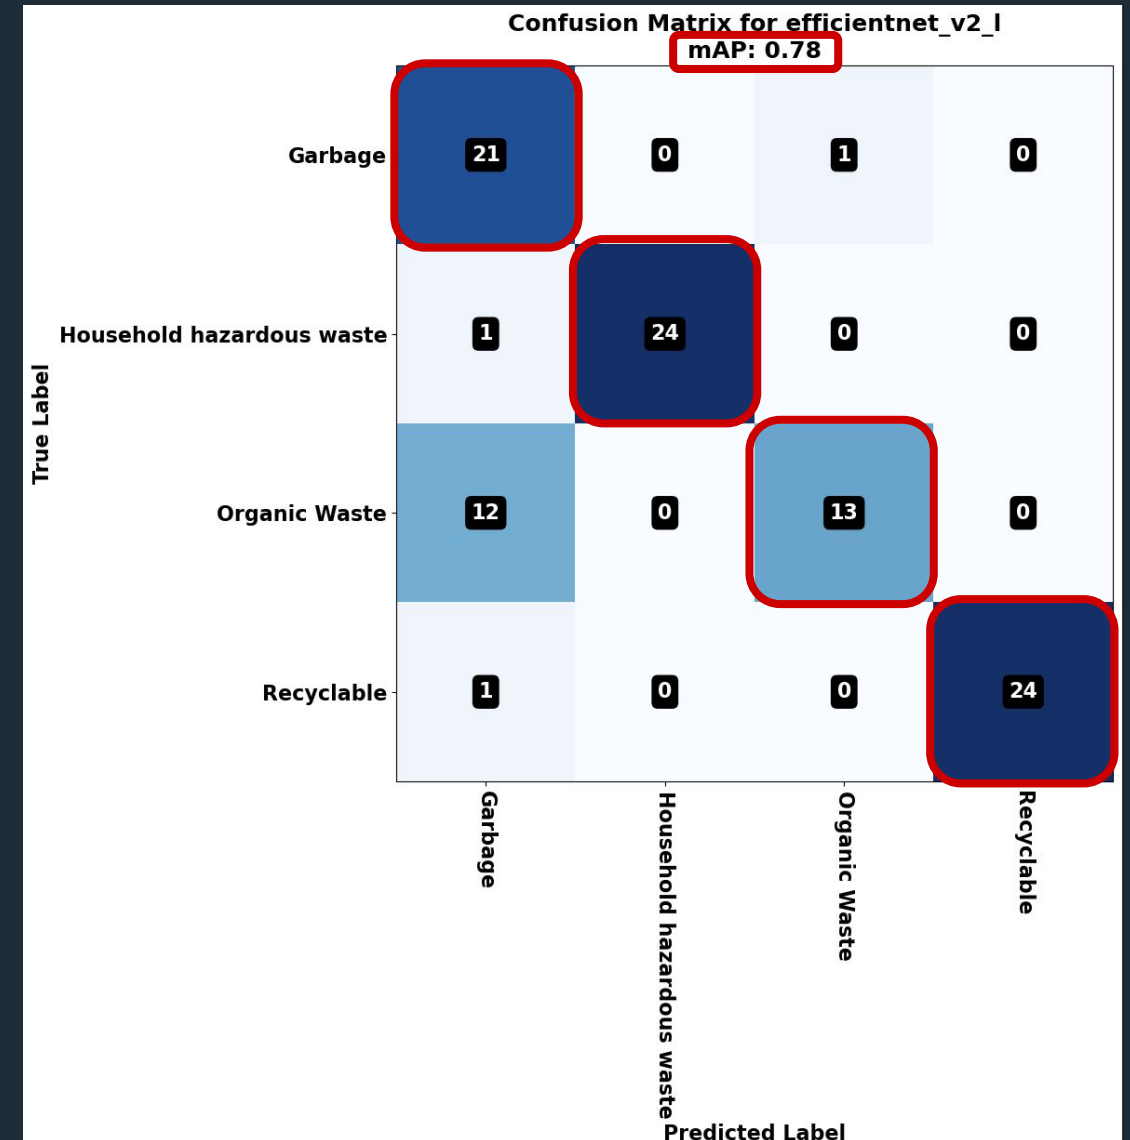 Confusion Matrix for efficientnet_v2_l
mAP: 0.78
Garbage 21 0 1 0
Household hazardous waste 1 24 0 0
True Label
Organic Waste 12 0 13 0
Recyclable 1 0 0 24
Garbage
Household hazardous waste
Organic Waste
Recyclable
Predicted Label